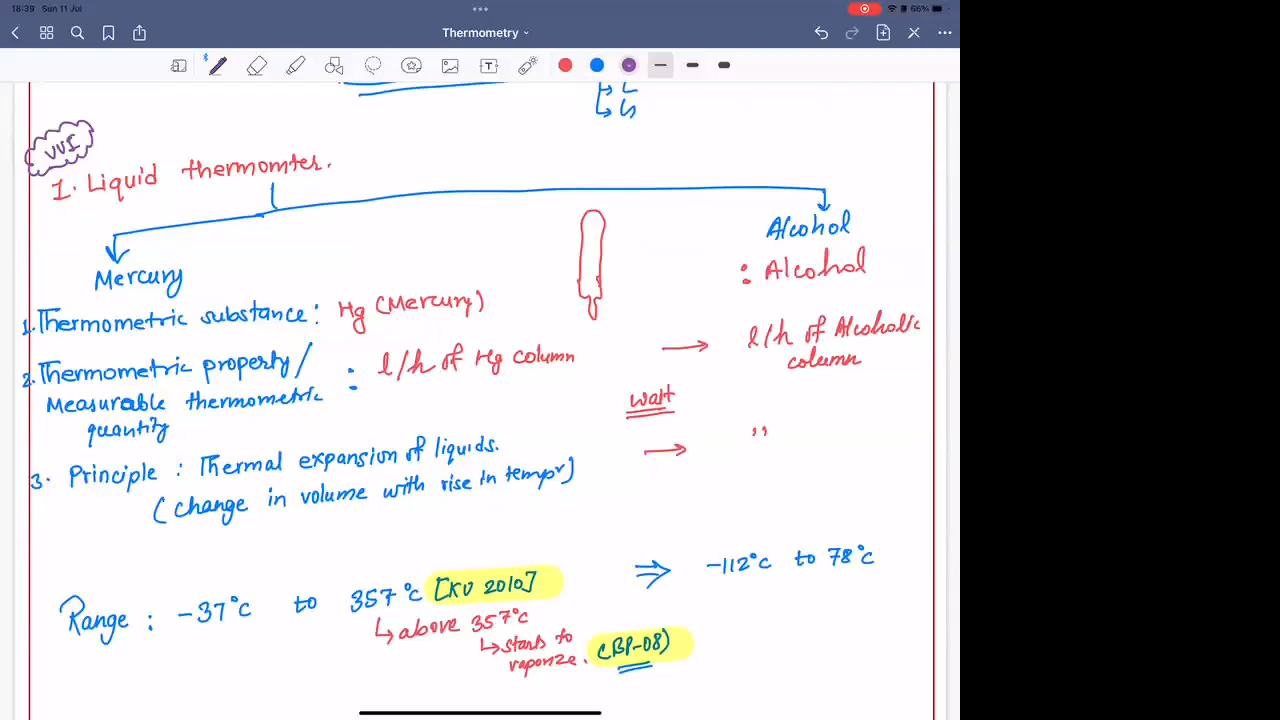 18:39 Sun 11 Jul
66%
Thermometry
T
VVI
1. Liquid thermomter.
Mercury
Alcohol
: Alcohol
1. Thermometric substance : Hg (Mercury)
2. Thermometric property/ : l/h of Hg column → l/h of Alcoholic column
Measurable thermometric quantity
Watt
3. Principle : Thermal expansion of liquids. → ,,
(change in volume with rise in tempr)
Range : -37°C to 357°C [KU 2010] ⇒ -112°C to 78°C
↳ above 357°C
↳ starts to vaporize. (BP-08)